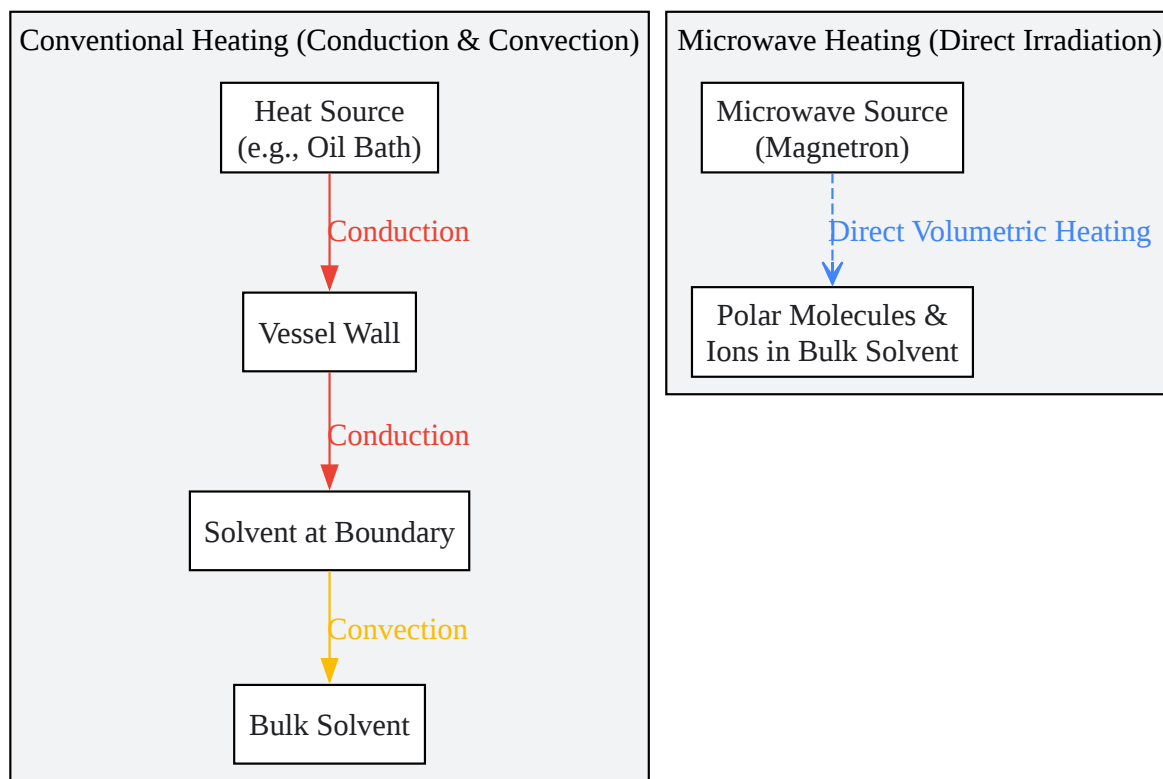 Conventional Heating (Conduction & Convection)
Heat Source
(e.g., Oil Bath)
Conduction
Vessel Wall
Conduction
Solvent at Boundary
Convection
Bulk Solvent
Microwave Heating (Direct Irradiation)
Microwave Source
(Magnetron)
Direct Volumetric Heating
Polar Molecules &
Ions in Bulk Solvent